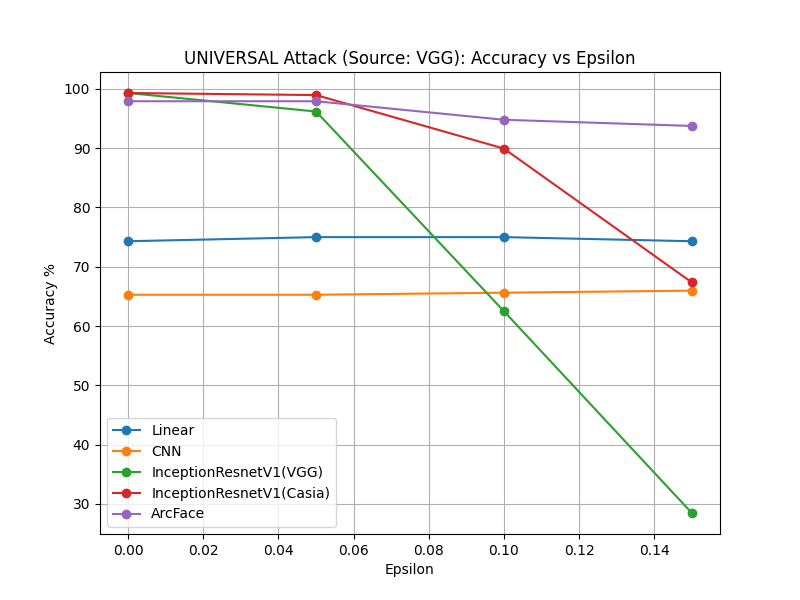 UNIVERSAL Attack (Source: VGG): Accuracy vs Epsilon
Accuracy %
100
90
80
70
60
50
40
30
Linear
CNN
InceptionResnetV1(VGG)
InceptionResnetV1(Casia)
ArcFace
0.00 0.02 0.04 0.06 0.08 0.10 0.12 0.14
Epsilon